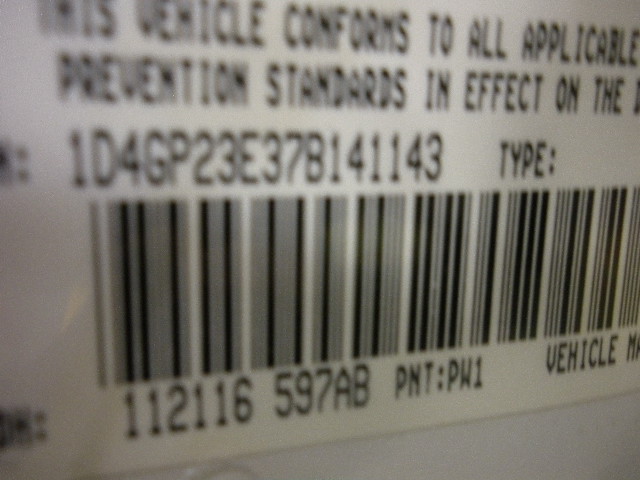 THIS VEHICLE CONFORMS TO ALL APPLICABLE
PREVENTION STANDARDS IN EFFECT ON THE
1D4GP23E37B141143 TYPE:
112116 597AB PNT:PW1 VEHICLE